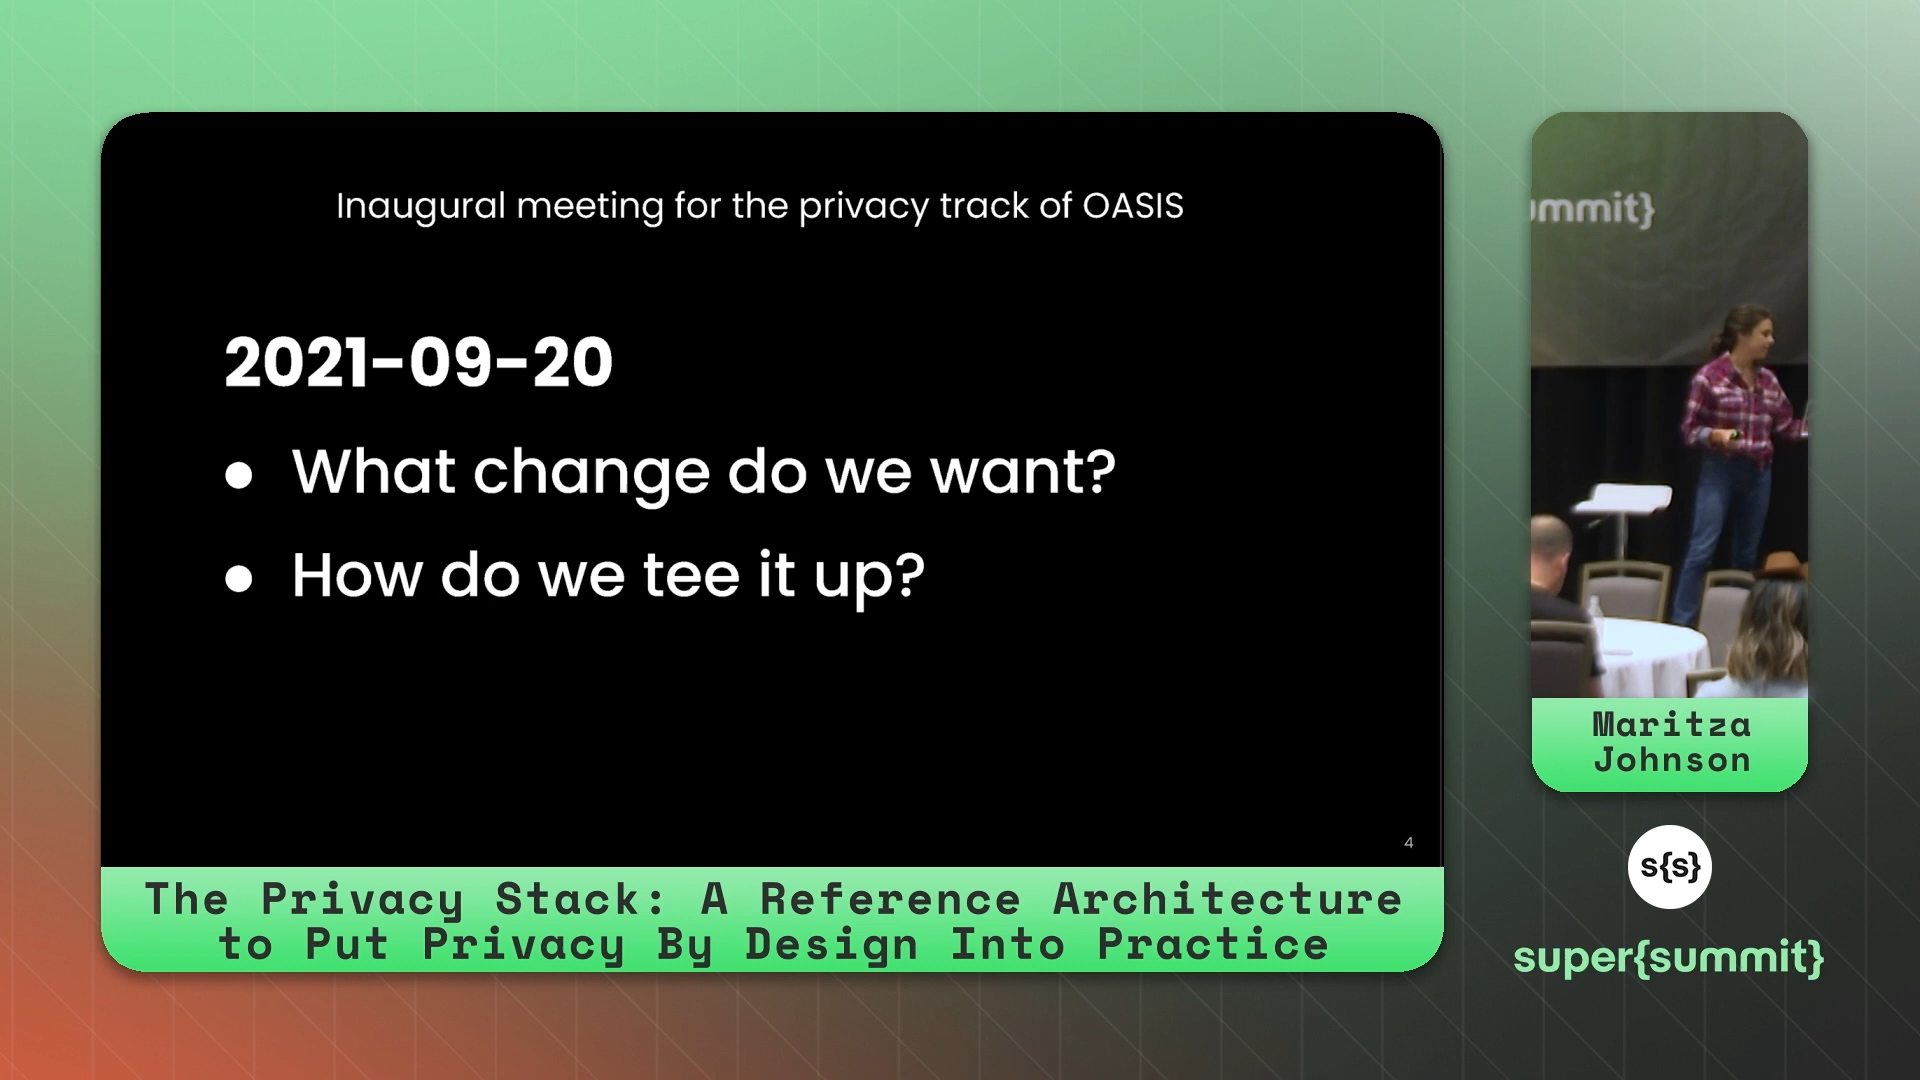 Inaugural meeting for the privacy track of OASIS
2021-09-20
● What change do we want?
● How do we tee it up?
4
The Privacy Stack: A Reference Architecture
to Put Privacy By Design Into Practice
ummit}
Maritza
Johnson
s{s}
super{summit}